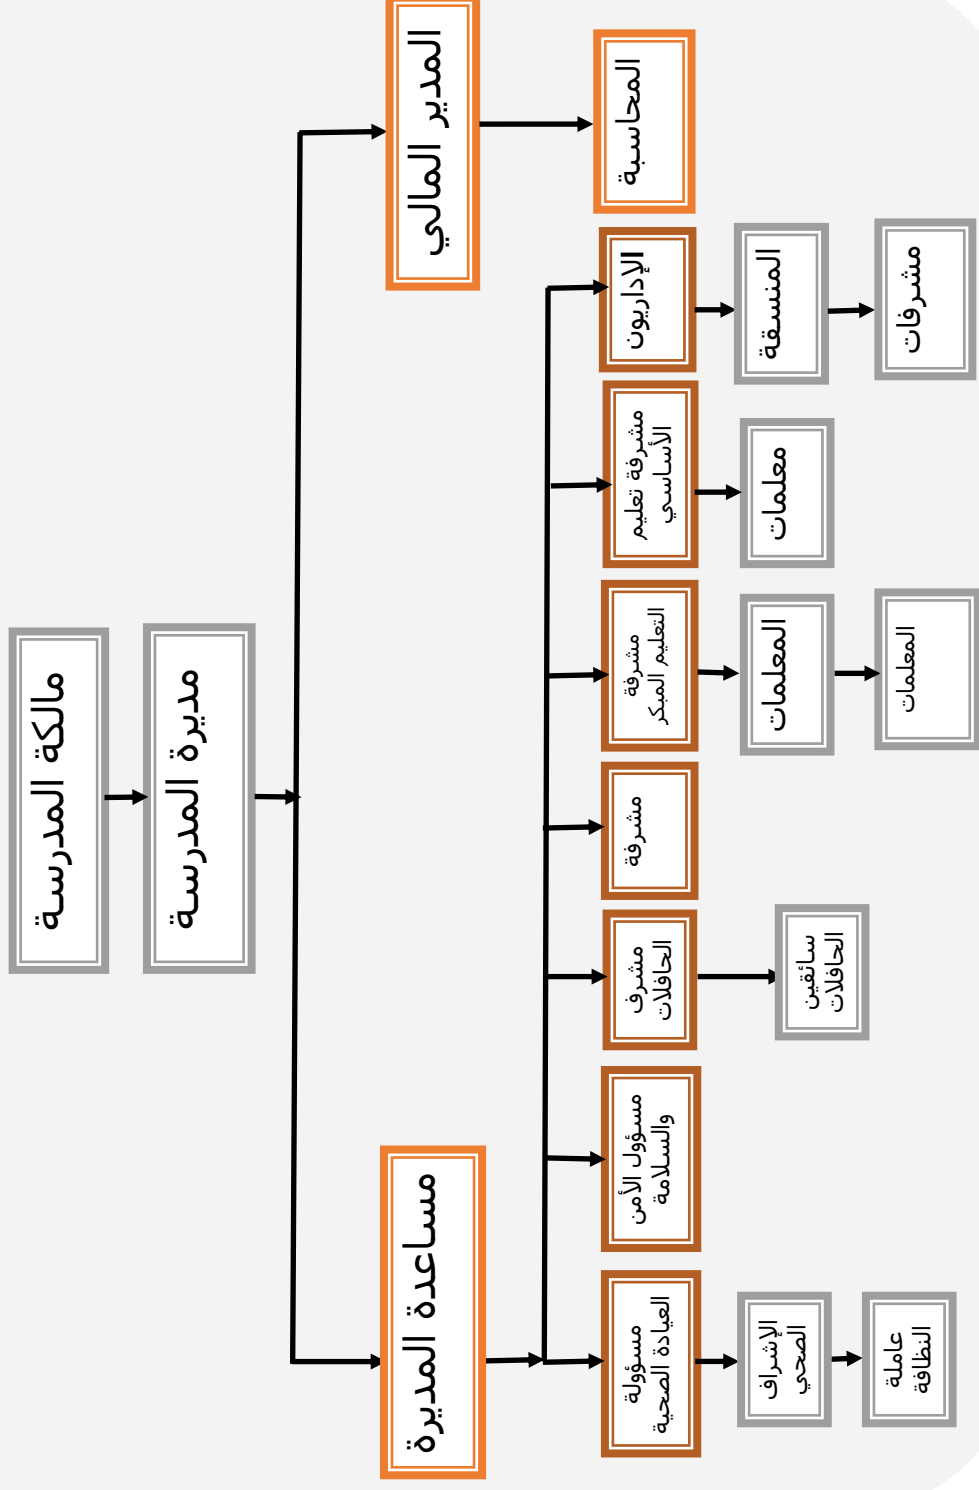 مالكة المدرسة
مديرة المدرسة
المدير المالي
مساعدة المديرة
المحاسبة
الإداريون
مشرفة تعليم
الأساسي
مشرفة
التعليم المبكر
مشرفة
مشرف
الحافلات
مسؤول الأمن
والسلامة
مسؤولة
العيادة الصحية
المنسقة
معلمات
المعلمات
سائقين
الحافلات
الإشراف
الصحي
مشرفات
المعلمات
عاملة
النظافة